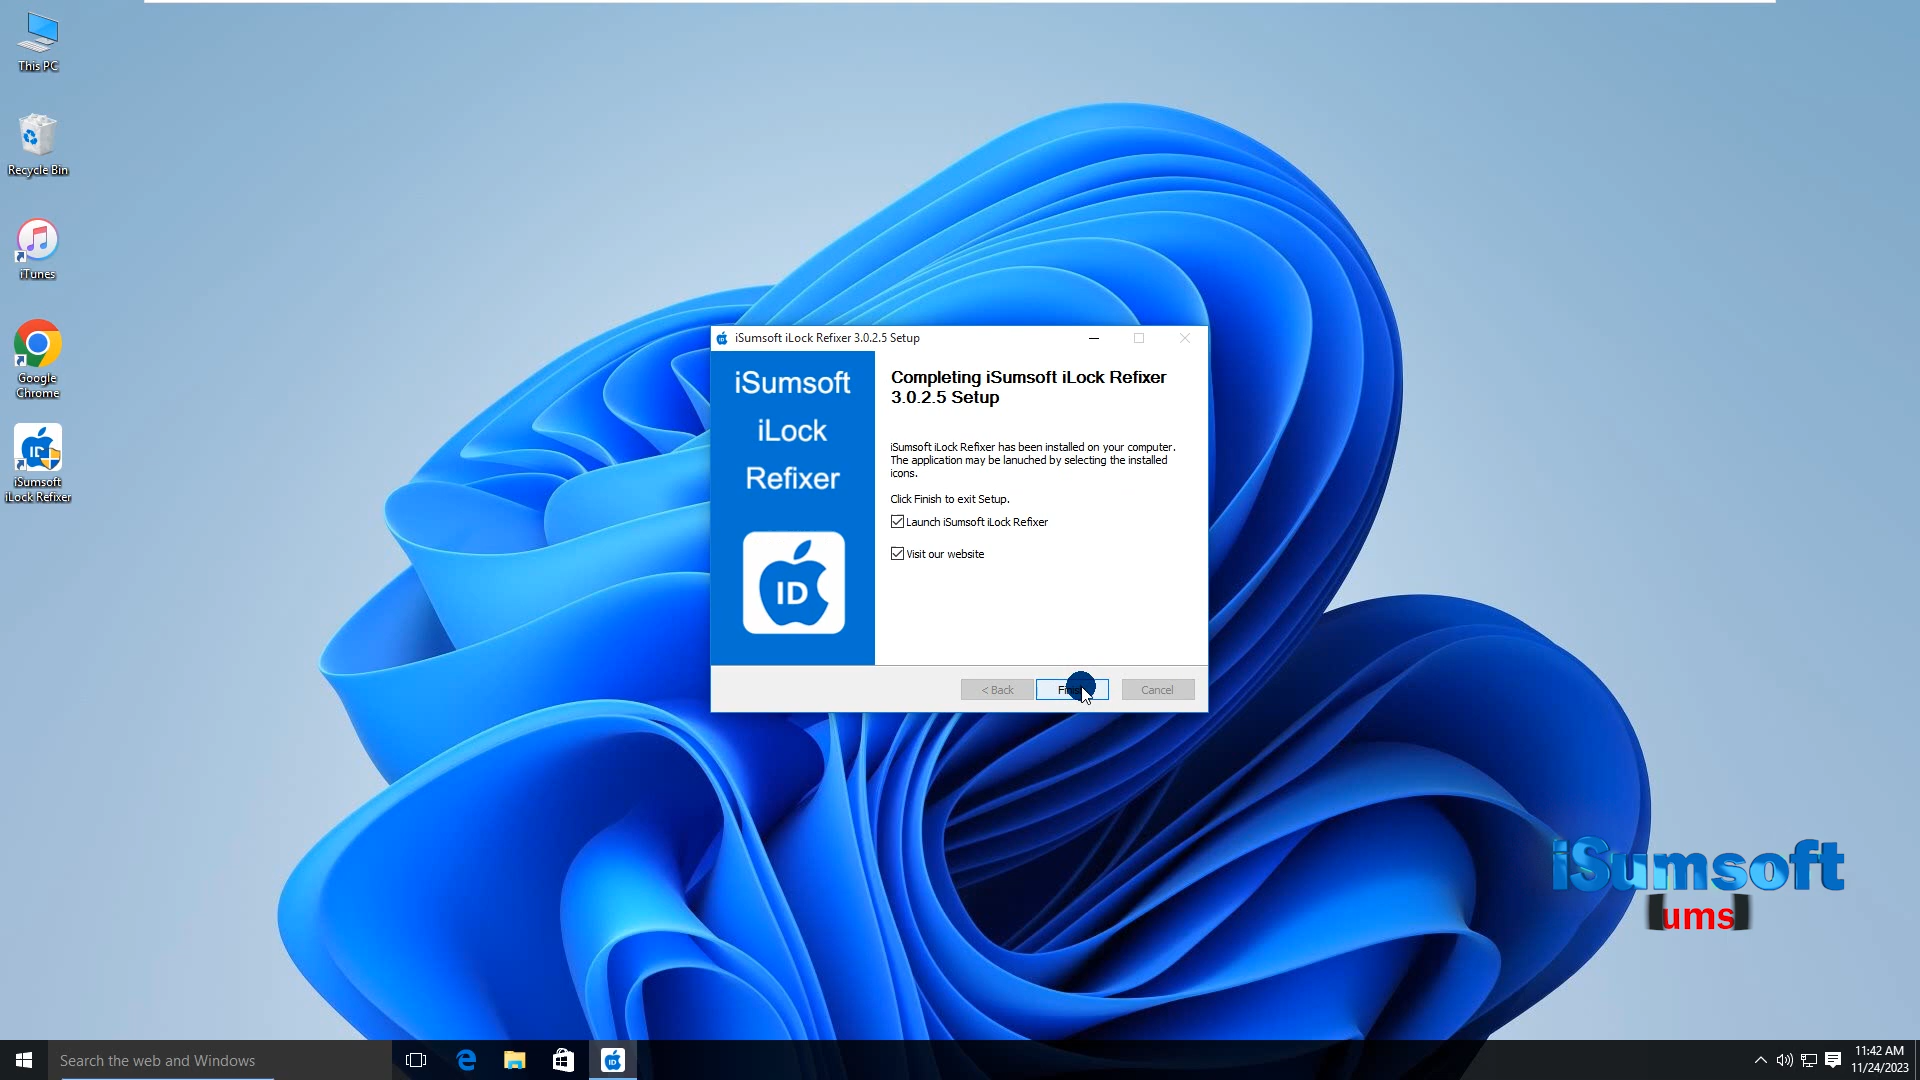 This PC
Recycle Bin
iTunes
Google
Chrome
iSumsoft
iLock Refixer
iSumsoft iLock Refixer 3.0.2.5 Setup
iSumsoft
iLock
Refixer
ID
Completing iSumsoft iLock Refixer
3.0.2.5 Setup
iSumsoft iLock Refixer has been installed on your computer.
The application may be lanuched by selecting the installed
icons.
Click Finish to exit Setup.
Launch iSumsoft iLock Refixer
Visit our website
< Back
Finish
Cancel
iSumsoft
ums
Search the web and Windows
11:42 AM
11/24/2023